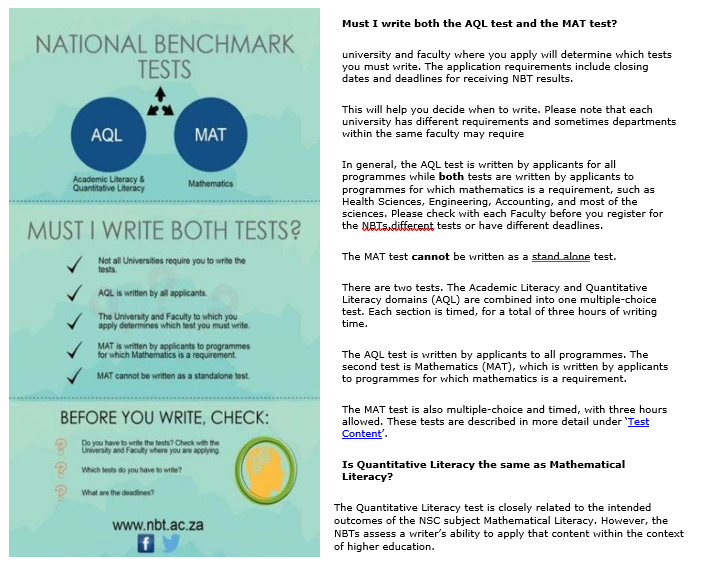 NATIONAL BENCHMARK
TESTS
AQL
MAT
Academic Literacy &
Quantitative Literacy
Mathematics
MUST I WRITE BOTH TESTS?
Not all Universities require you to write the
tests.
AQL is written by all applicants.
The University and Faculty to which you
apply determines which test you must write.
MAT is written by applicants to programmes
for which Mathematics is a requirement.
MAT cannot be written as a standalone test.
BEFORE YOU WRITE, CHECK:
Do you have to write the tests? Check with the
University and Faculty where you are applying.
Which tests do you have to write?
What are the deadlines?
www.nbt.ac.za
Must I write both the AQL test and the MAT test?
university and faculty where you apply will determine which tests
you must write. The application requirements include closing
dates and deadlines for receiving NBT results.
This will help you decide when to write. Please note that each
university has different requirements and sometimes departments
within the same faculty may require
In general, the AQL test is written by applicants for all
programmes while both tests are written by applicants to
programmes for which mathematics is a requirement, such as
Health Sciences, Engineering, Accounting, and most of the
sciences. Please check with each Faculty before you register for
the NBTs.different tests or have different deadlines.
The MAT test cannot be written as a stand alone test.
There are two tests. The Academic Literacy and Quantitative
Literacy domains (AQL) are combined into one multiple-choice
test. Each section is timed, for a total of three hours of writing
time.
The AQL test is written by applicants to all programmes. The
second test is Mathematics (MAT), which is written by applicants
to programmes for which mathematics is a requirement.
The MAT test is also multiple-choice and timed, with three hours
allowed. These tests are described in more detail under ‘Test
Content’.
Is Quantitative Literacy the same as Mathematical
Literacy?
The Quantitative Literacy test is closely related to the intended
outcomes of the NSC subject Mathematical Literacy. However, the
NBTs assess a writer’s ability to apply that content within the context
of higher education.